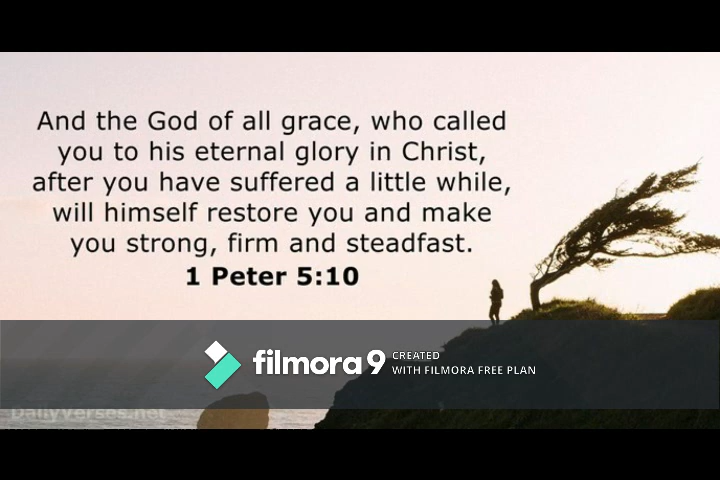 And the God of all grace, who called
you to his eternal glory in Christ,
after you have suffered a little while,
will himself restore you and make
you strong, firm and steadfast.
1 Peter 5:10
filmora9 CREATED
WITH FILMORA FREE PLAN
DailyVerses.net